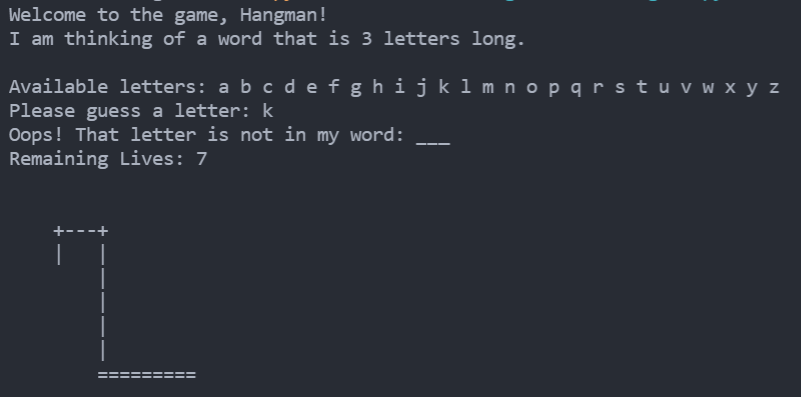 Welcome to the game, Hangman!
I am thinking of a word that is 3 letters long.
Available letters: a b c d e f g h i j k l m n o p q r s t u v w x y z
Please guess a letter: k
Oops! That letter is not in my word: ___
Remaining Lives: 7
    +---+
    |   |
        |
        |
        |
        |
        =========